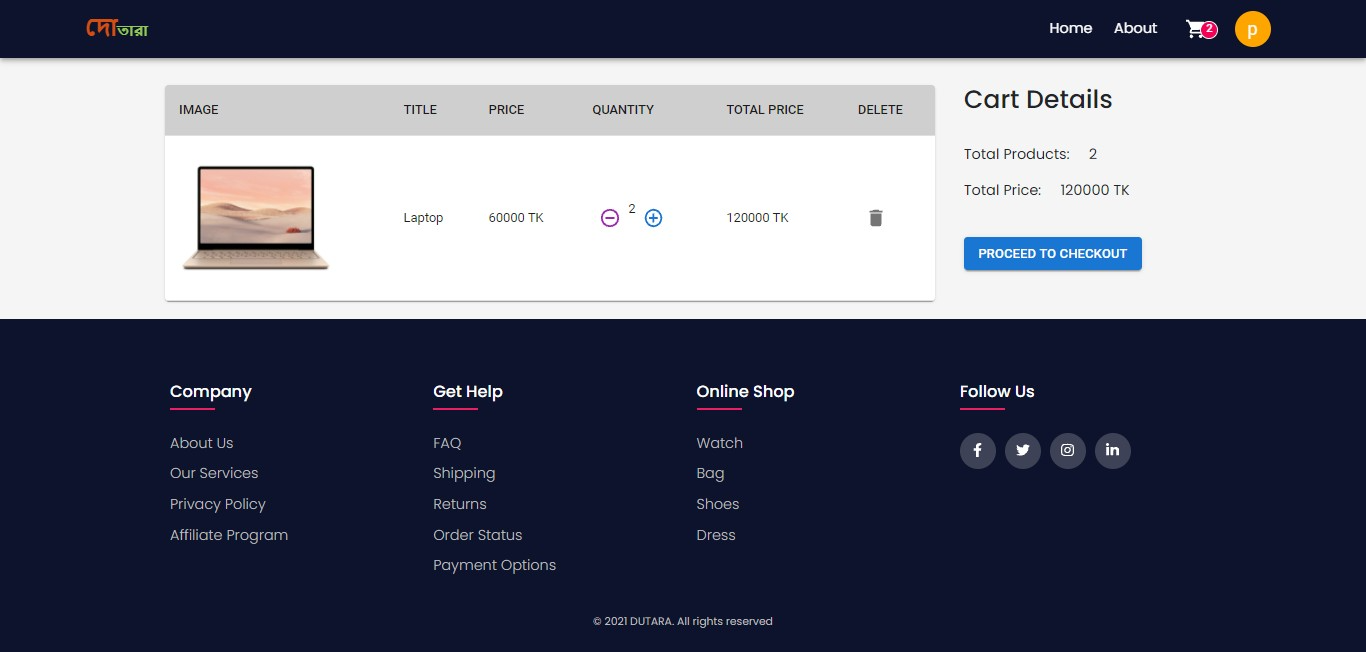 দোতারা
Home About 2 p
IMAGE TITLE PRICE QUANTITY TOTAL PRICE DELETE
Laptop 60000 TK 2 120000 TK
Cart Details
Total Products: 2
Total Price: 120000 TK
PROCEED TO CHECKOUT
Company
About Us
Our Services
Privacy Policy
Affiliate Program
Get Help
FAQ
Shipping
Returns
Order Status
Payment Options
Online Shop
Watch
Bag
Shoes
Dress
Follow Us
© 2021 DUTARA. All rights reserved